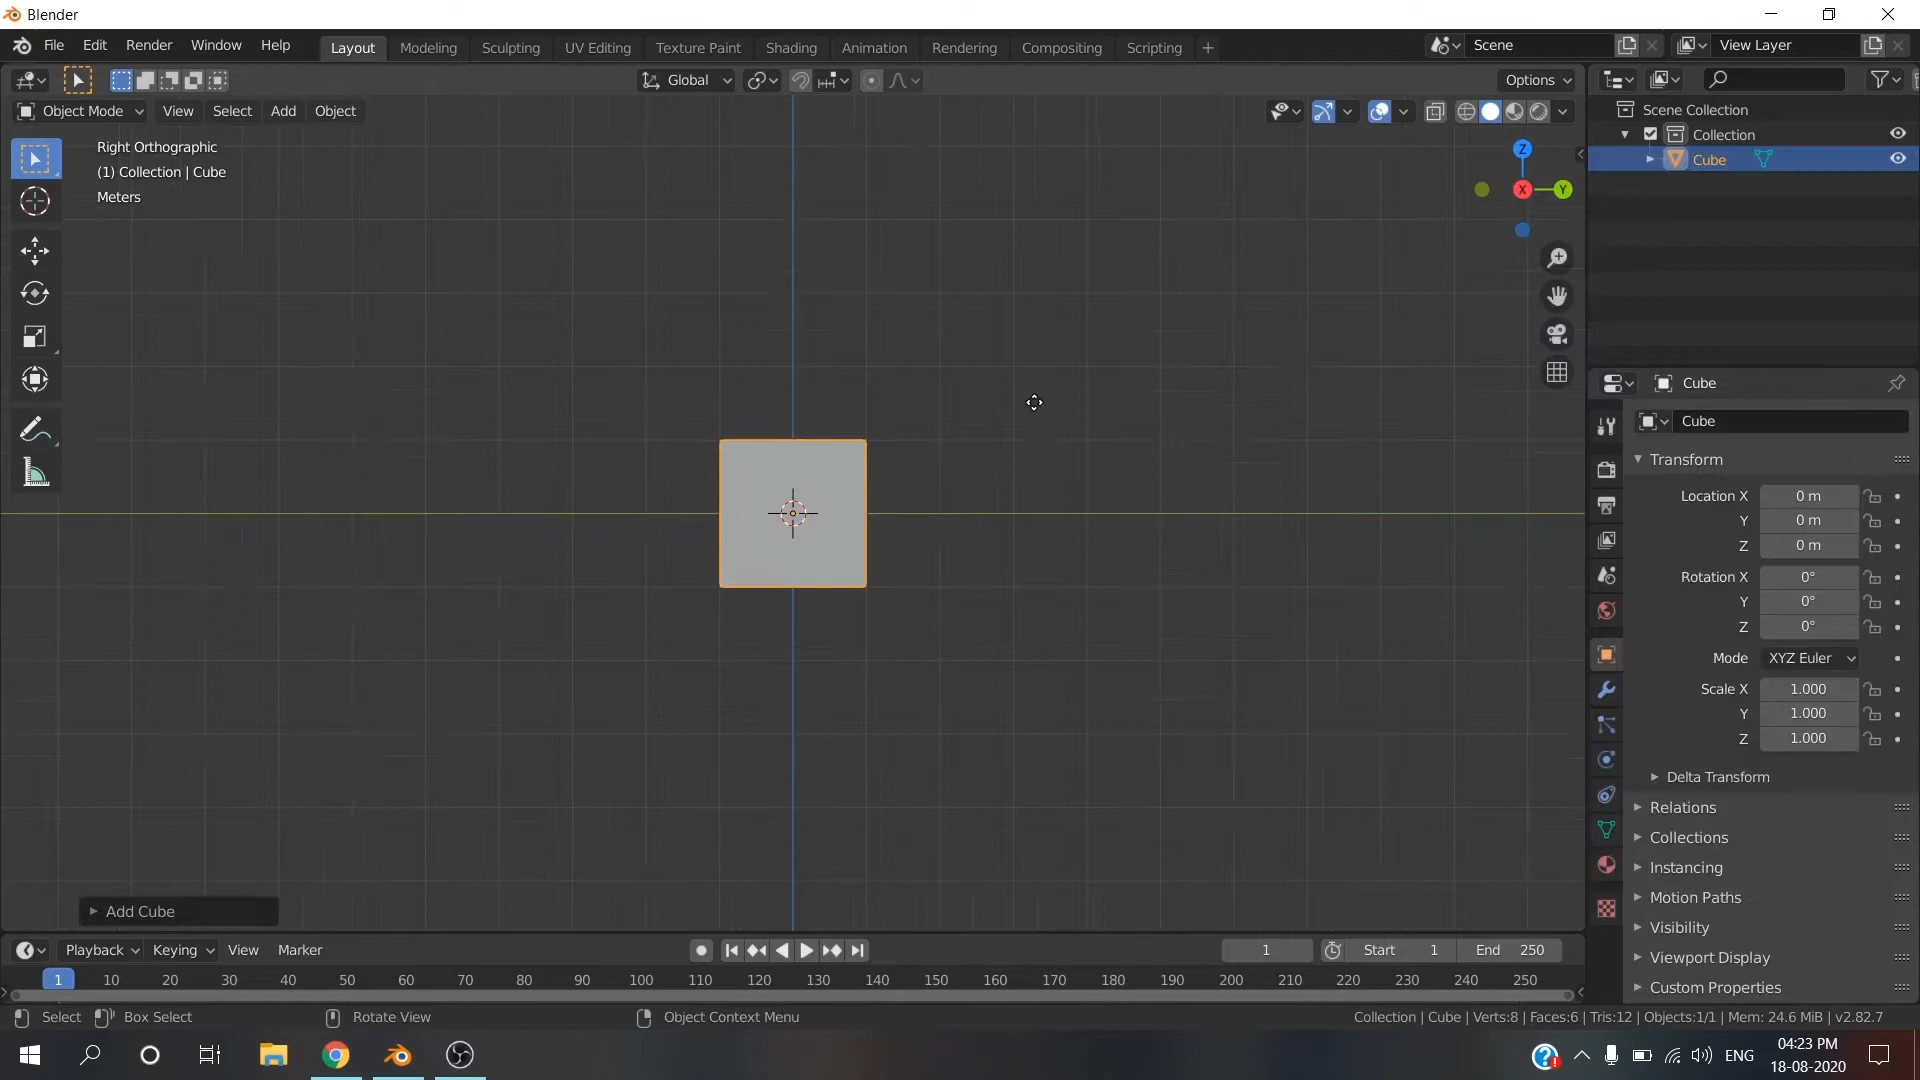 Blender
File Edit Render Window Help Layout Modeling Sculpting UV Editing Texture Paint Shading Animation Rendering Compositing Scripting + Scene View Layer
Global Options
Object Mode View Select Add Object
Right Orthographic
(1) Collection | Cube
Meters
Z
X Y
Scene Collection
Collection
Cube
Cube
Cube
Transform
Location X 0 m
Y 0 m
Z 0 m
Rotation X 0°
Y 0°
Z 0°
Mode XYZ Euler
Scale X 1.000
Y 1.000
Z 1.000
Delta Transform
Relations
Collections
Instancing
Motion Paths
Visibility
Viewport Display
Custom Properties
Add Cube
Playback Keying View Marker 1 Start 1 End 250
1 10 20 30 40 50 60 70 80 90 100 110 120 130 140 150 160 170 180 190 200 210 220 230 240 250
Select Box Select Rotate View Object Context Menu Collection | Cube | Verts:8 | Faces:6 | Tris:12 | Objects:1/1 | Mem: 24.6 MiB | v2.82.7
ENG
04:23 PM
18-08-2020